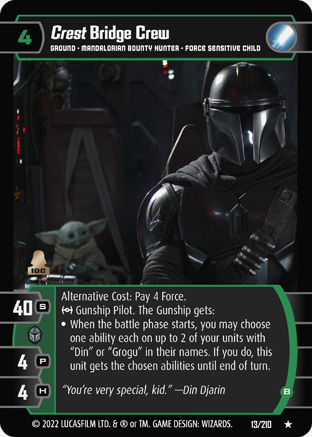 4
Crest Bridge Crew
GROUND • MANDALORIAN BOUNTY HUNTER • FORCE SENSITIVE CHILD
IDC
40 S
4 P
4 H
Alternative Cost: Pay 4 Force.
Gunship Pilot. The Gunship gets:
• When the battle phase starts, you may choose
one ability each on up to 2 of your units with
“Din” or “Grogu” in their names. If you do, this
unit gets the chosen abilities until end of turn.
“You’re very special, kid.” —Din Djarin
B
© 2022 LUCASFILM LTD. & ® or TM. GAME DESIGN: WIZARDS.
13/210